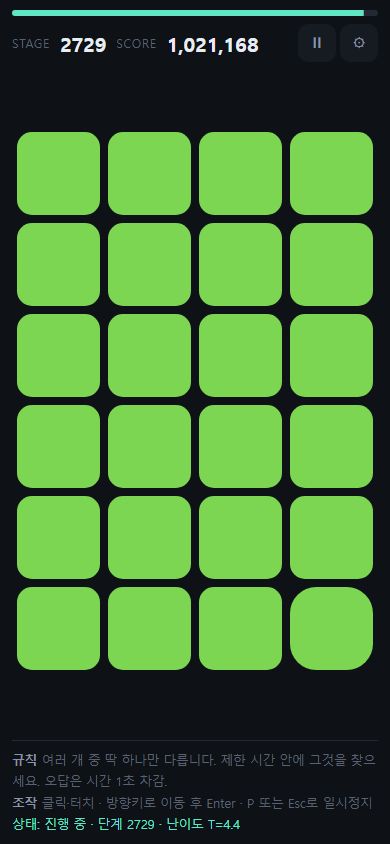 STAGE 2729 SCORE 1,021,168
규칙 여러 개 중 딱 하나만 다릅니다. 제한 시간 안에 그것을 찾으
세요. 오답은 시간 1초 차감.
조작 클릭·터치 · 방향키로 이동 후 Enter · P 또는 Esc로 일시정지
상태: 진행 중 · 단계 2729 · 난이도 T=4.4